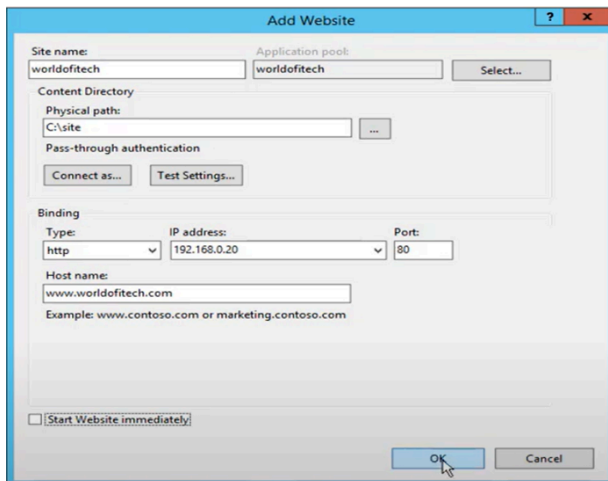 Add Website
? x
Site name: Application pool:
worldofitech worldofitech Select...
Content Directory
Physical path:
C:\site ...
Pass-through authentication
Connect as... Test Settings...
Binding
Type: IP address: Port:
http 192.168.0.20 80
Host name:
www.worldofitech.com
Example: www.contoso.com or marketing.contoso.com
Start Website immediately
OK Cancel